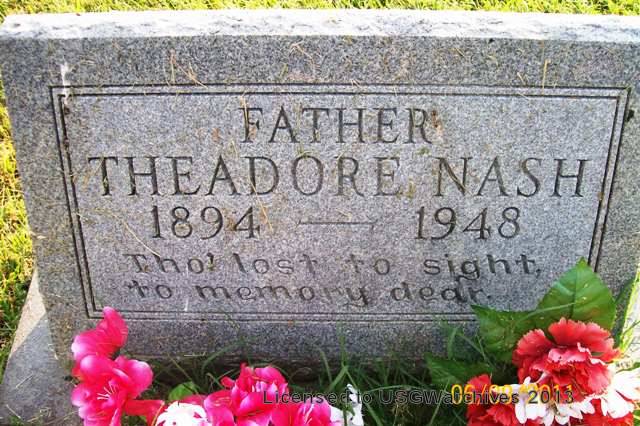 FATHER
THEADORE NASH
1894 — 1948
Tho' lost to sight,
to memory dear.
Licensed to USGWarchives 2013